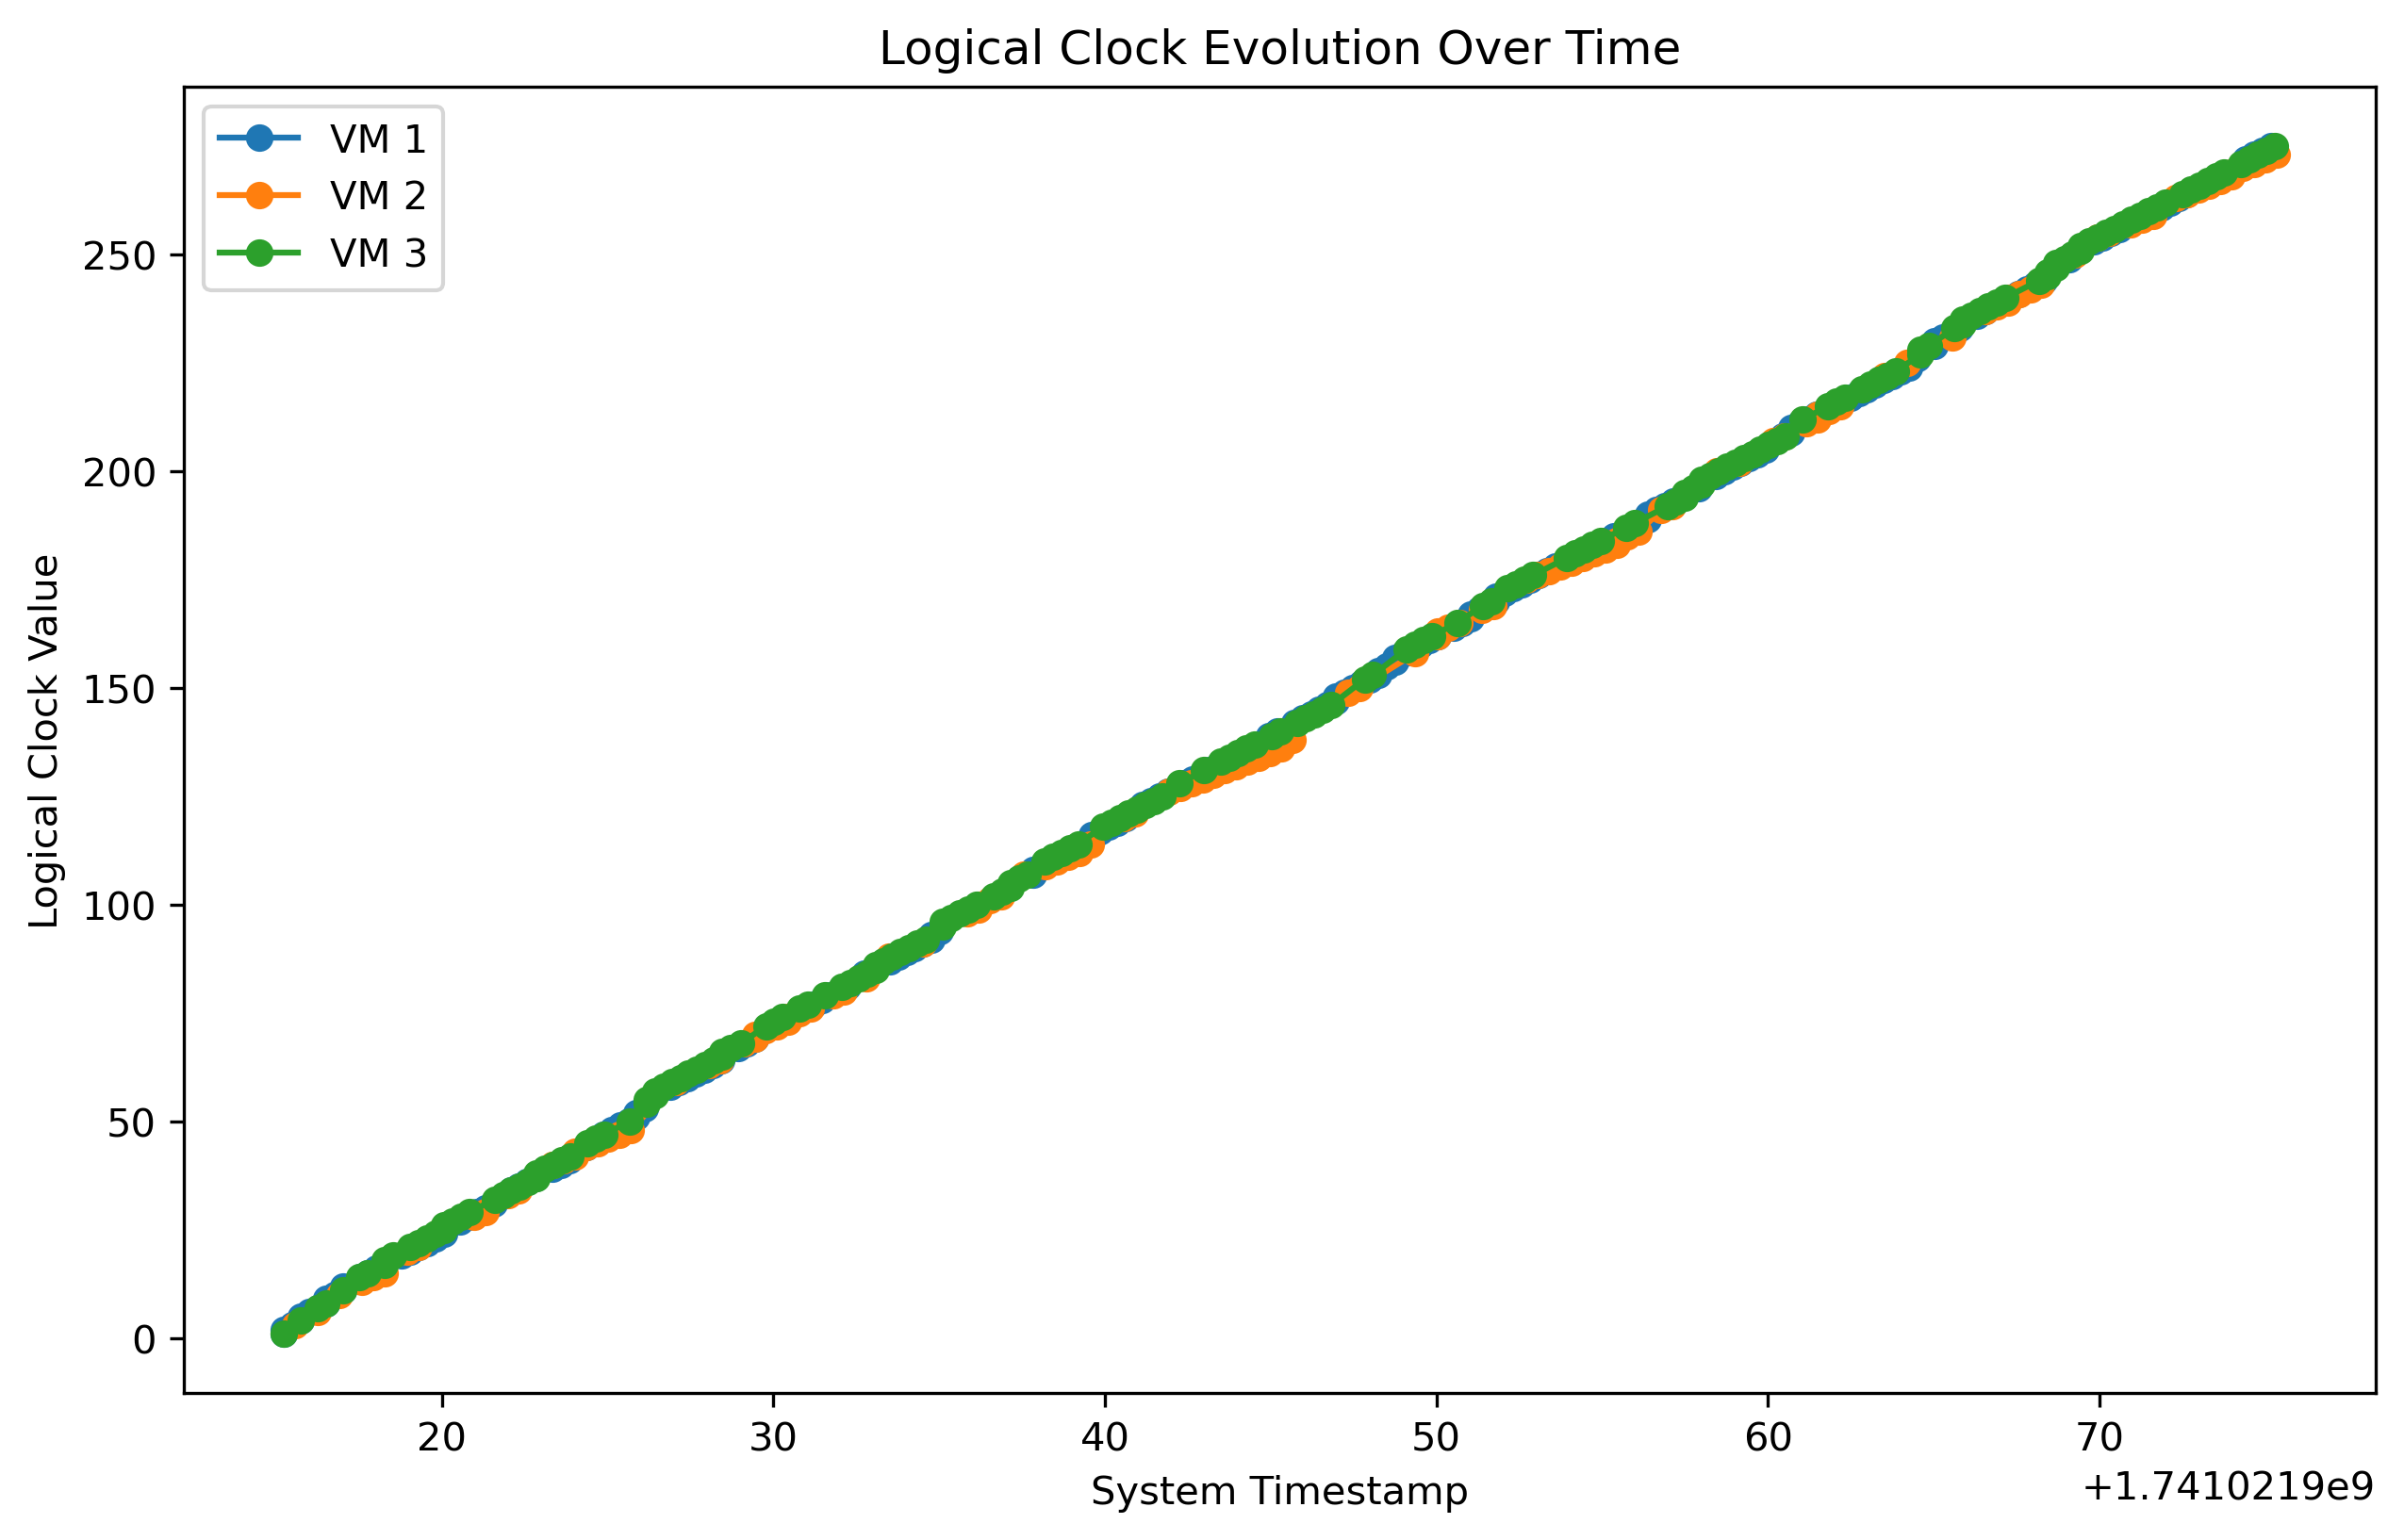 Logical Clock Evolution Over Time
VM 1
VM 2
VM 3
Logical Clock Value
250
200
150
100
50
0
20 30 40 50 60 70
System Timestamp
+1.7410219e9